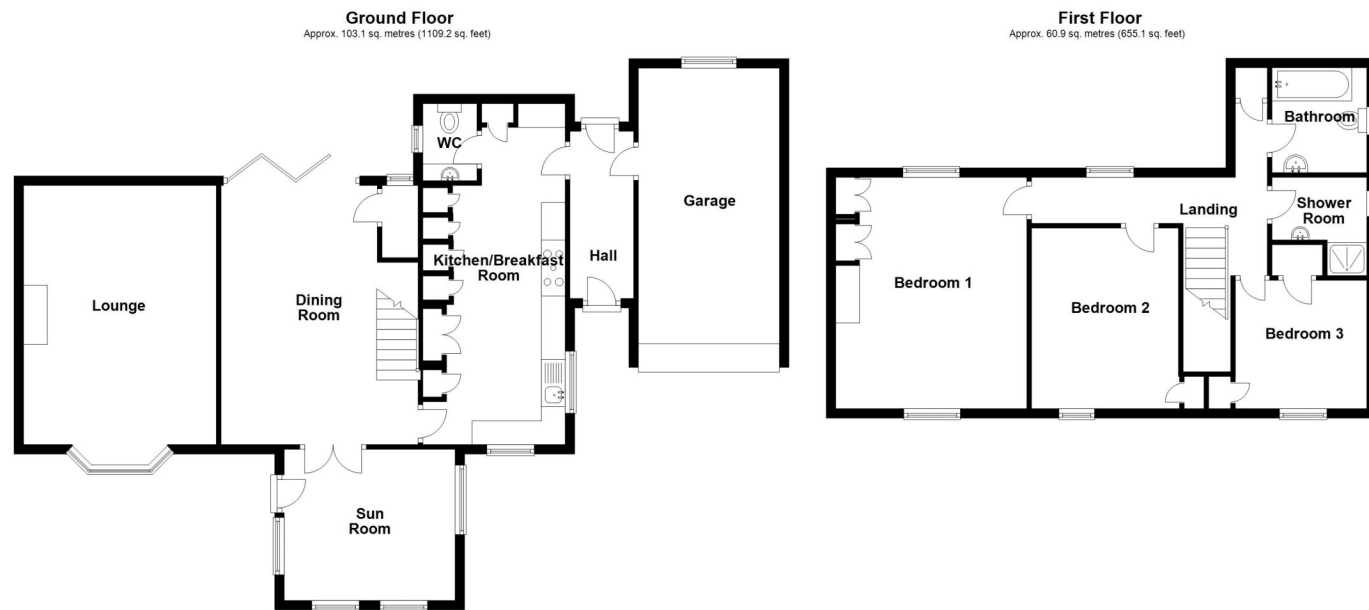 Ground Floor
Approx. 103.1 sq. metres (1109.2 sq. feet)
WC
Garage
Kitchen/Breakfast
Room
Hall
Lounge
Dining
Room
Sun
Room
First Floor
Approx. 60.9 sq. metres (655.1 sq. feet)
Bathroom
Landing
Shower
Room
Bedroom 1
Bedroom 2
Bedroom 3